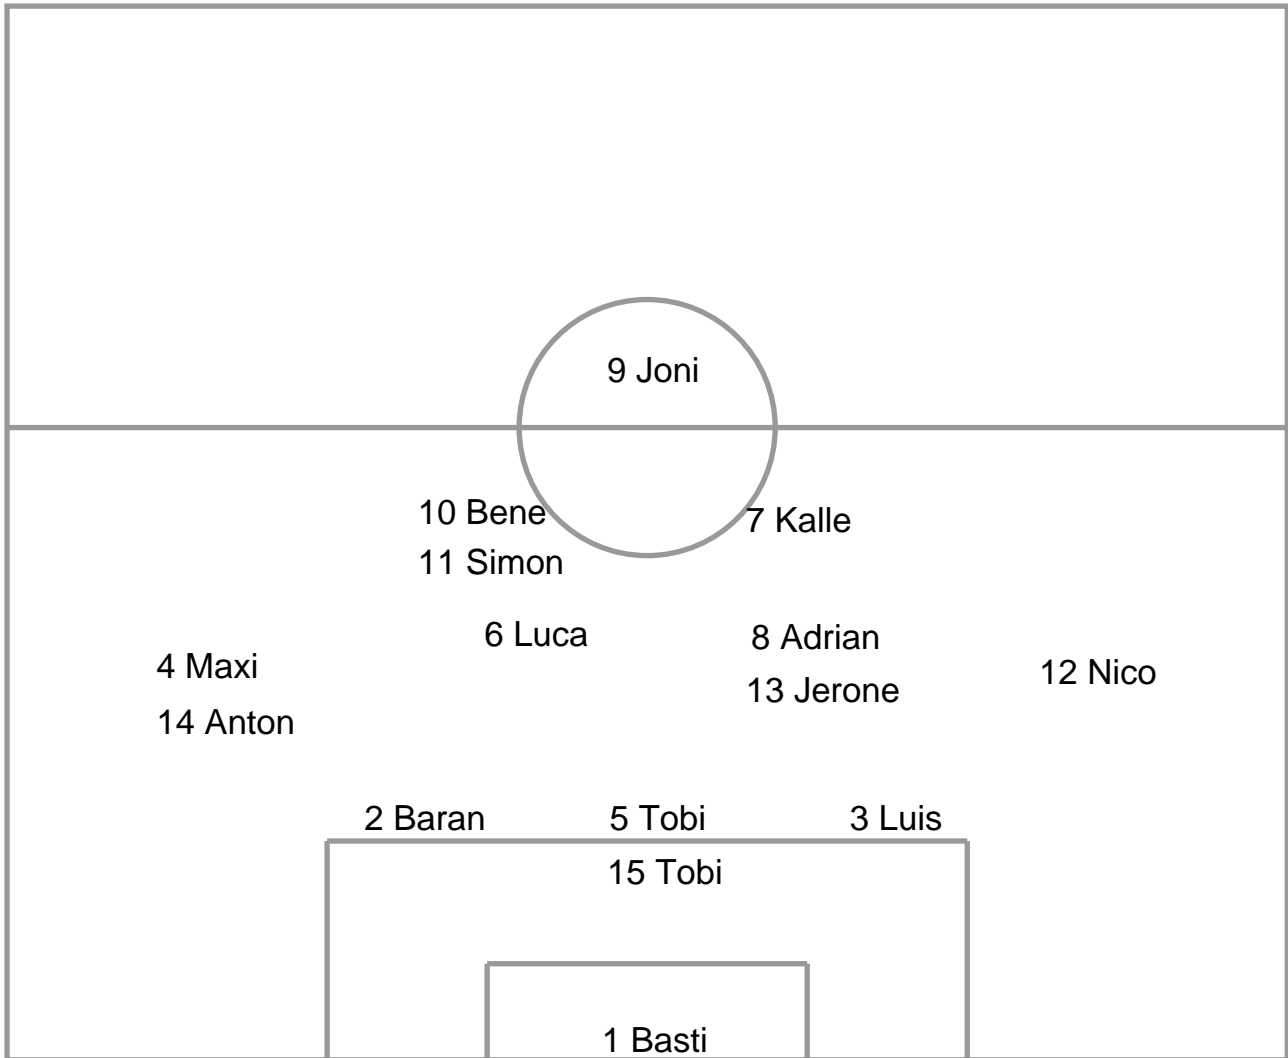 9 Joni
10 Bene
7 Kalle
11 Simon
6 Luca
8 Adrian
4 Maxi
12 Nico
13 Jerone
14 Anton
2 Baran
5 Tobi
3 Luis
15 Tobi
1 Basti